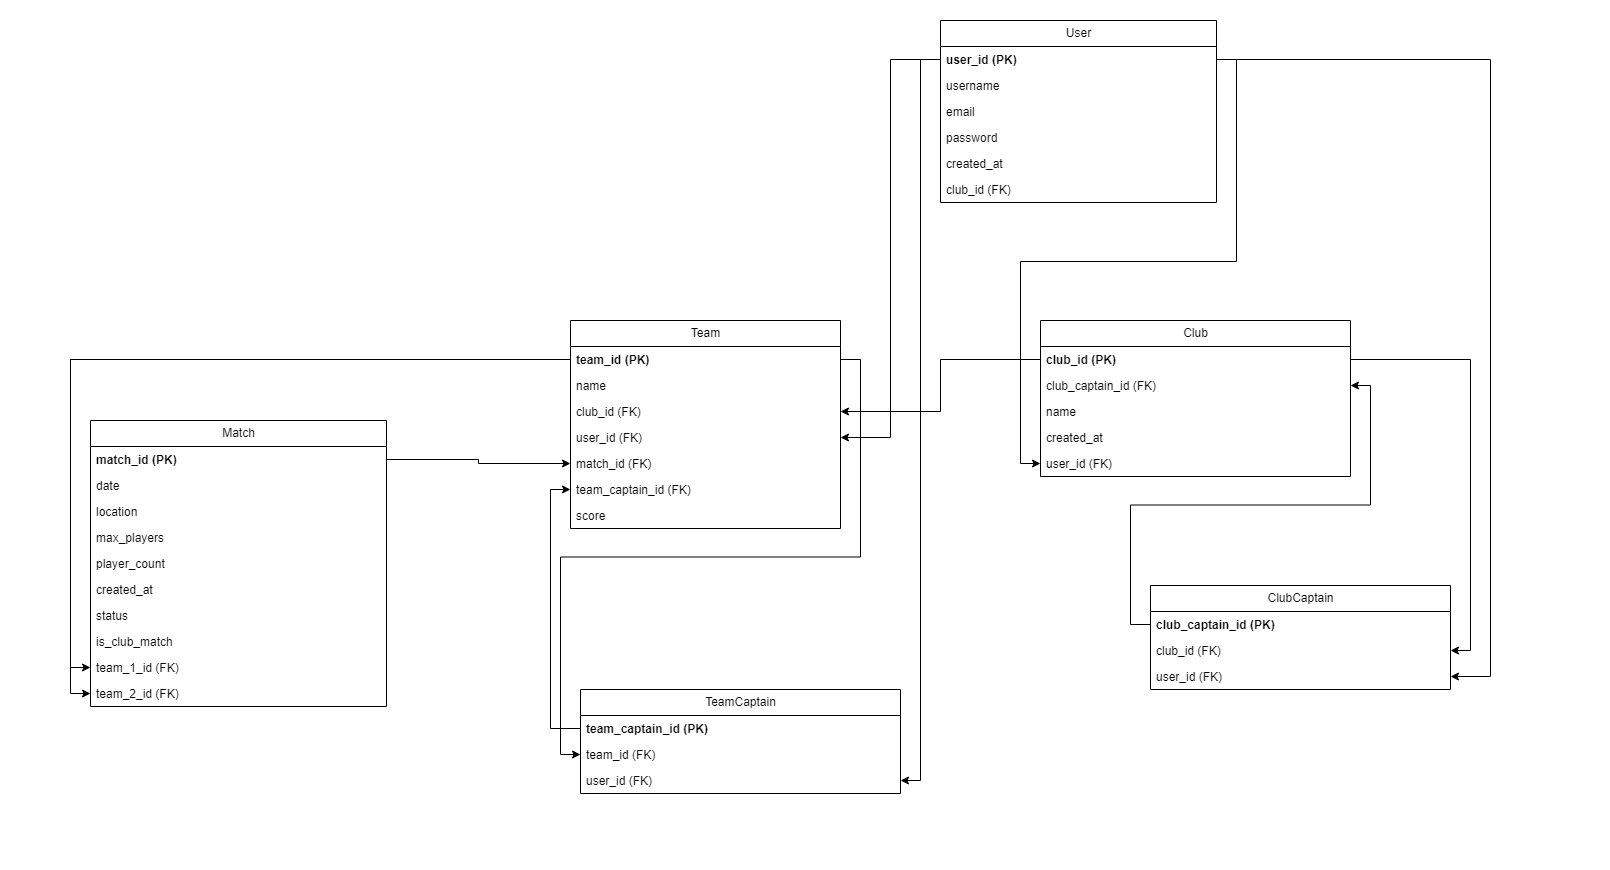 User
user_id (PK)
username
email
password
created_at
club_id (FK)
Team
team_id (PK)
name
club_id (FK)
user_id (FK)
match_id (FK)
team_captain_id (FK)
score
Club
club_id (PK)
club_captain_id (FK)
name
created_at
user_id (FK)
Match
match_id (PK)
date
location
max_players
player_count
created_at
status
is_club_match
team_1_id (FK)
team_2_id (FK)
ClubCaptain
club_captain_id (PK)
club_id (FK)
user_id (FK)
TeamCaptain
team_captain_id (PK)
team_id (FK)
user_id (FK)